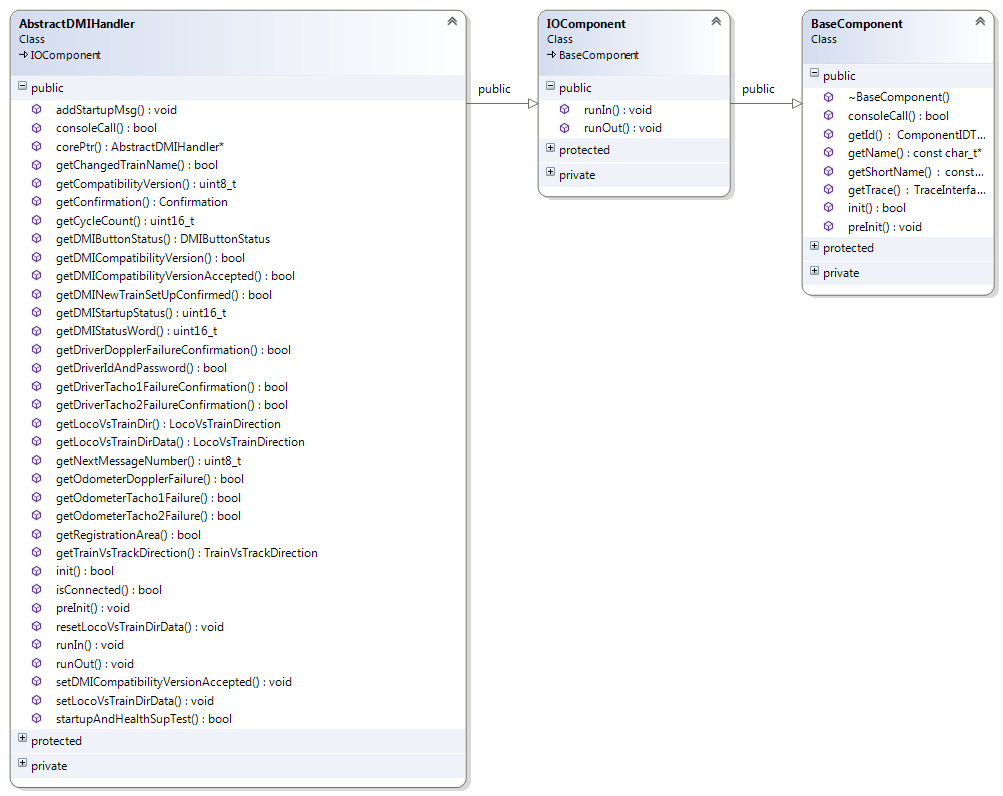 AbstractDMIHandler
Class
IOComponent
public
addStartupMsg() : void
consoleCall() : bool
corePtr() : AbstractDMIHandler*
getChangedTrainName() : bool
getCompatibilityVersion() : uint8_t
getConfirmation() : Confirmation
getCycleCount() : uint16_t
getDMIButtonStatus() : DMIButtonStatus
getDMICompatibilityVersion() : bool
getDMICompatibilityVersionAccepted() : bool
getDMINewTrainSetUpConfirmed() : bool
getDMIStartupStatus() : uint16_t
getDMIStatusWord() : uint16_t
getDriverDopplerFailureConfirmation() : bool
getDriverIdAndPassword() : bool
getDriverTacho1FailureConfirmation() : bool
getDriverTacho2FailureConfirmation() : bool
getLocoVsTrainDir() : LocoVsTrainDirection
getLocoVsTrainDirData() : LocoVsTrainDirection
getNextMessageNumber() : uint8_t
getOdometerDopplerFailure() : bool
getOdometerTacho1Failure() : bool
getOdometerTacho2Failure() : bool
getRegistrationArea() : bool
getTrainVsTrackDirection() : TrainVsTrackDirection
init() : bool
isConnected() : bool
preInit() : void
resetLocoVsTrainDirData() : void
runIn() : void
runOut() : void
setDMICompatibilityVersionAccepted() : void
setLocoVsTrainDirData() : void
startupAndHealthSupTest() : bool
protected
private
public
IOComponent
Class
BaseComponent
public
runIn() : void
runOut() : void
protected
private
public
BaseComponent
Class
public
~BaseComponent()
consoleCall() : bool
getId() : ComponentIDT...
getName() : const char_t*
getShortName() : const...
getTrace() : TraceInterfa...
init() : bool
preInit() : void
protected
private